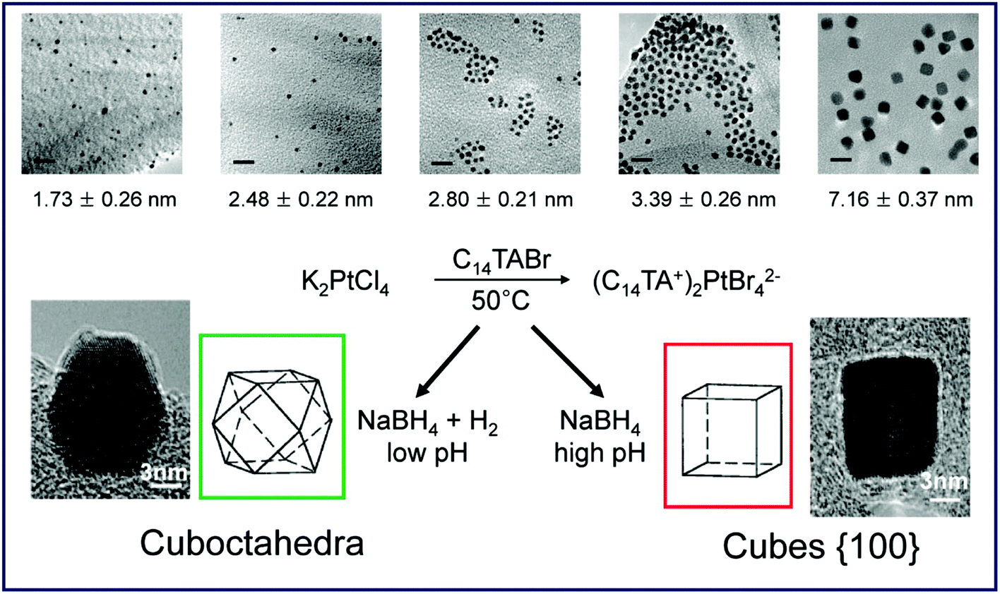 1.73 ± 0.26 nm
2.48 ± 0.22 nm
2.80 ± 0.21 nm
3.39 ± 0.26 nm
7.16 ± 0.37 nm
C₁₄TABr
K₂PtCl₄
(C₁₄TA⁺)₂PtBr₄²⁻
50°C
NaBH₄ + H₂
low pH
NaBH₄
high pH
3nm
3nm
Cuboctahedra
Cubes {100}